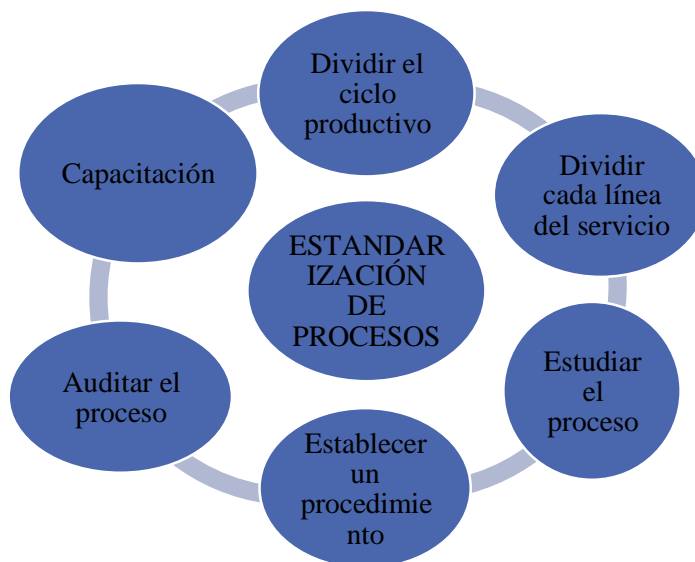 Dividir el
ciclo
productivo
Dividir
cada línea
del servicio
Estudiar
el
proceso
Establecer
un
procedimie
nto
Auditar el
proceso
Capacitación
ESTANDAR
IZACIÓN
DE
PROCESOS